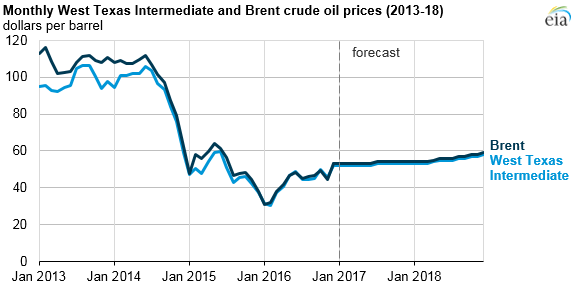 Monthly West Texas Intermediate and Brent crude oil prices (2013-18)
dollars per barrel
eia
120
100
80
60
40
20
0
forecast
Brent
West Texas
Intermediate
Jan 2013 Jan 2014 Jan 2015 Jan 2016 Jan 2017 Jan 2018